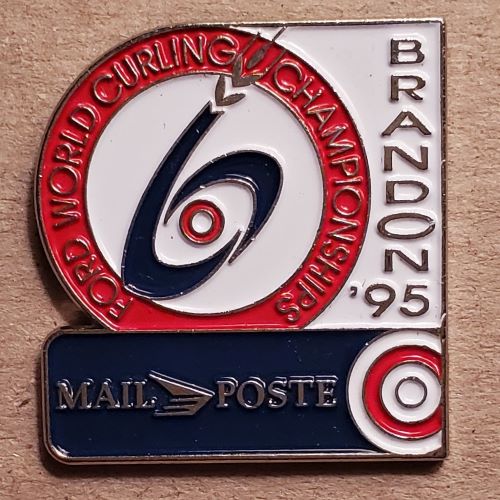 FORD WORLD CURLING CHAMPIONSHIPS
BRANDON '95
MAIL POSTE